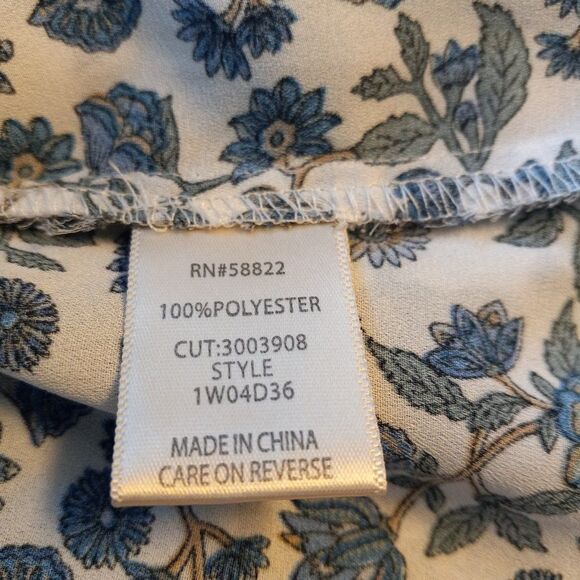 RN#58822
100%POLYESTER
CUT:3003908
STYLE
1W04D36
MADE IN CHINA
CARE ON REVERSE